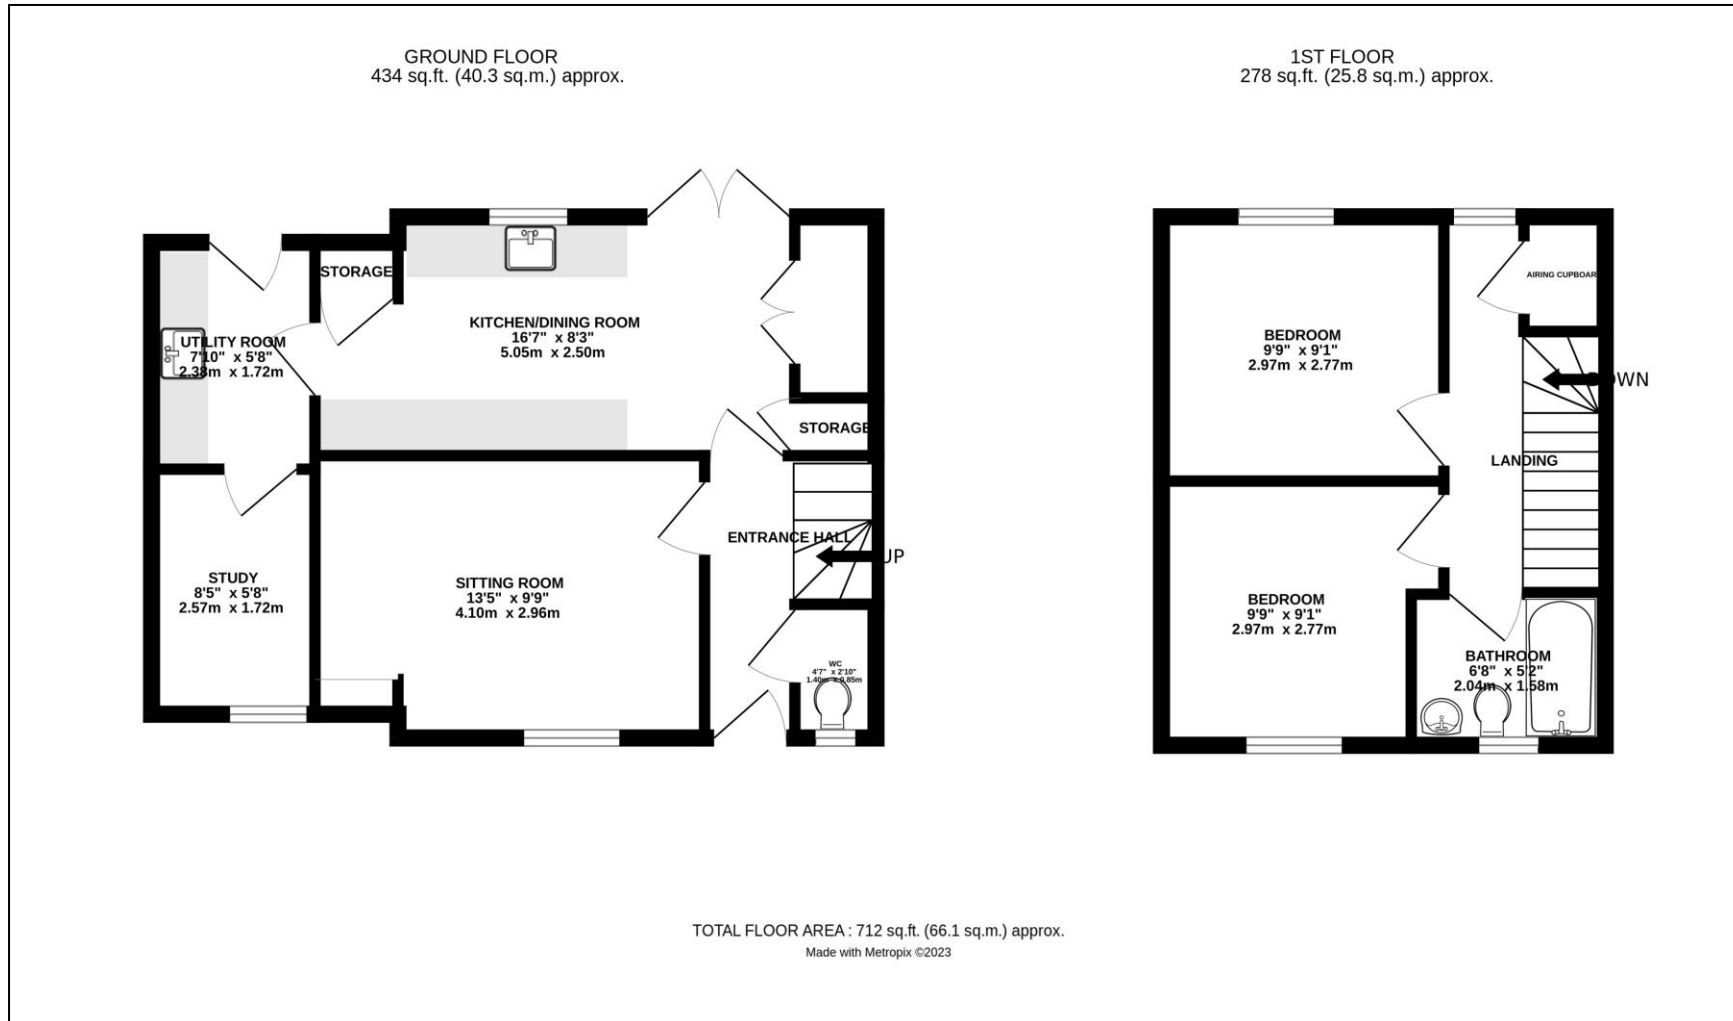 GROUND FLOOR
434 sq.ft. (40.3 sq.m.) approx.
1ST FLOOR
278 sq.ft. (25.8 sq.m.) approx.
STORAGE
KITCHEN/DINING ROOM
16'7" x 8'3"
5.05m x 2.50m
UTILITY ROOM
7'10" x 5'8"
2.38m x 1.72m
STORAGE
ENTRANCE HALL
UP
STUDY
8'5" x 5'8"
2.57m x 1.72m
SITTING ROOM
13'5" x 9'9"
4.10m x 2.96m
WC
4'7" x 2'10"
1.40m x 0.85m
AIRING CUPBOAR
BEDROOM
9'9" x 9'1"
2.97m x 2.77m
DOWN
LANDING
BEDROOM
9'9" x 9'1"
2.97m x 2.77m
BATHROOM
6'8" x 5'2"
2.04m x 1.58m
TOTAL FLOOR AREA : 712 sq.ft. (66.1 sq.m.) approx.
Made with Metropix ©2023